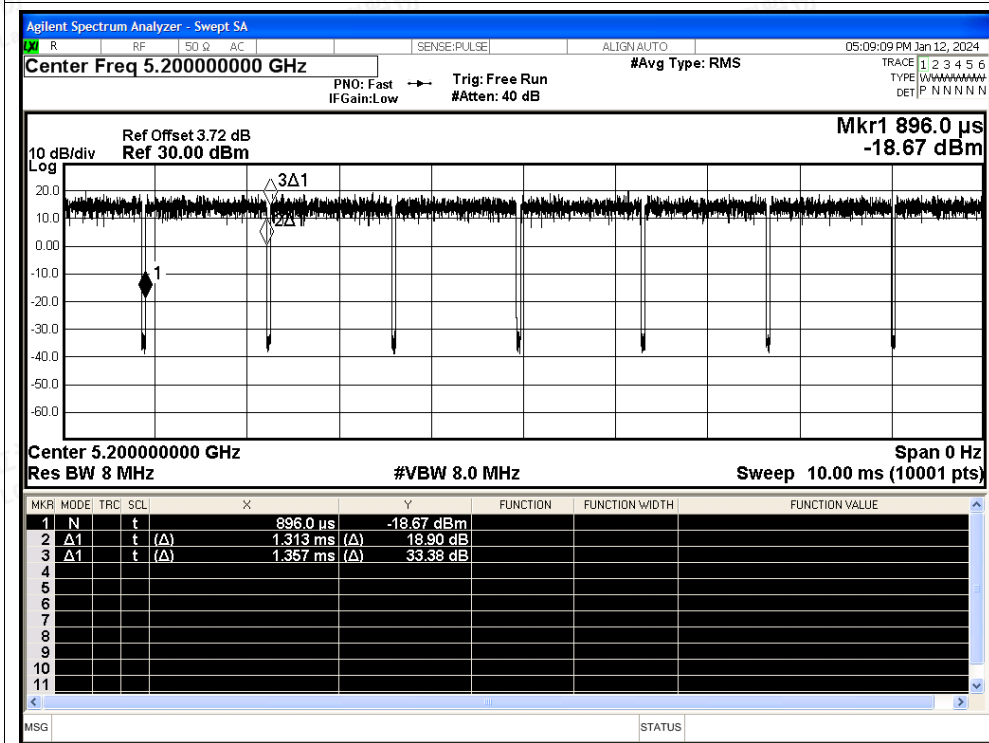 Agilent Spectrum Analyzer - Swept SA
LXI R RF 50 Ω AC SENSE:PULSE ALIGN AUTO 05:09:09 PM Jan 12, 2024
Center Freq 5.200000000 GHz #Avg Type: RMS TRACE 1 2 3 4 5 6
PNO: Fast Trig: Free Run TYPE W
IFGain:Low #Atten: 40 dB DET P N N N N N
Mkr1 896.0 µs
-18.67 dBm
Ref Offset 3.72 dB
10 dB/div Ref 30.00 dBm
Log
20.0
10.0
0.00
-10.0
-20.0
-30.0
-40.0
-50.0
-60.0
3Δ1
2Δ1
1
Center 5.200000000 GHz Span 0 Hz
Res BW 8 MHz #VBW 8.0 MHz Sweep 10.00 ms (10001 pts)
MKR MODE TRC SCL X Y FUNCTION FUNCTION WIDTH FUNCTION VALUE
1 N t 896.0 µs -18.67 dBm
2 Δ1 t (Δ) 1.313 ms (Δ) 18.90 dB
3 Δ1 t (Δ) 1.357 ms (Δ) 33.38 dB
4
5
6
7
8
9
10
11
MSG STATUS